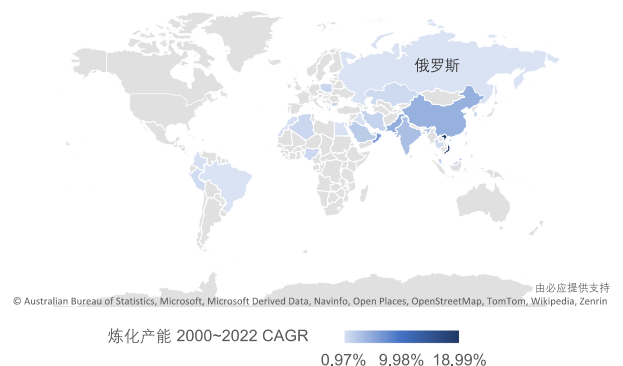 俄罗斯
由必应提供支持
© Australian Bureau of Statistics, Microsoft, Microsoft Derived Data, Navinfo, Open Places, OpenStreetMap, TomTom, Wikipedia, Zenrin
炼化产能 2000~2022 CAGR
0.97% 9.98% 18.99%